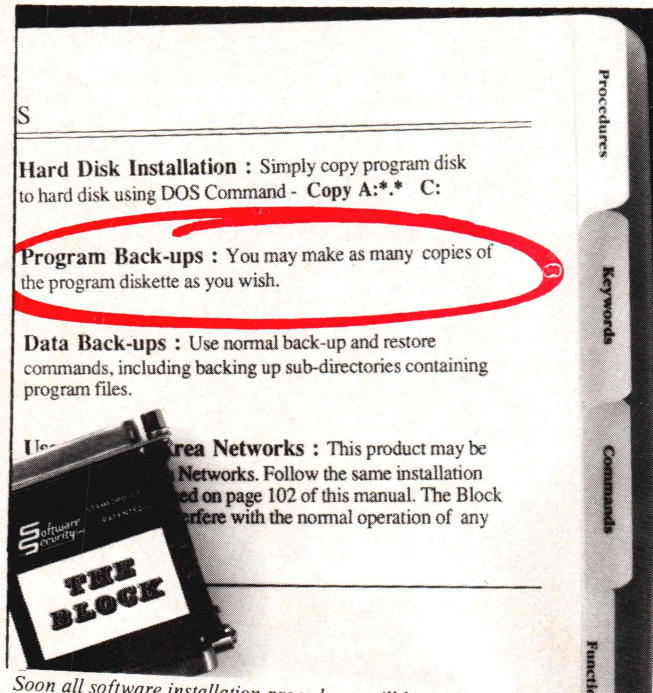 S
Hard Disk Installation : Simply copy program disk
to hard disk using DOS Command - Copy A:*.* C:
Program Back-ups : You may make as many copies of
the program diskette as you wish.
Data Back-ups : Use normal back-up and restore
commands, including backing up sub-directories containing
program files.
rea Networks : This product may be
Networks. Follow the same installation
ed on page 102 of this manual. The Block
erfere with the normal operation of any
Software
Security
PATENTED
THE
BLOCK
Procedures
Keywords
Commands
Functi
Soon all software installation